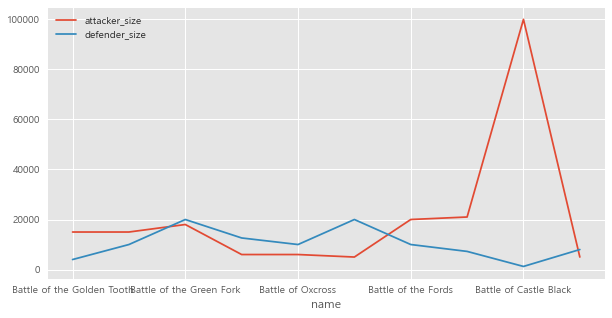 100000
attacker_size
defender_size
80000
60000
40000
20000
0
Battle of the Golden Tooth Battle of the Green Fork Battle of Oxcross Battle of the Fords Battle of Castle Black
name